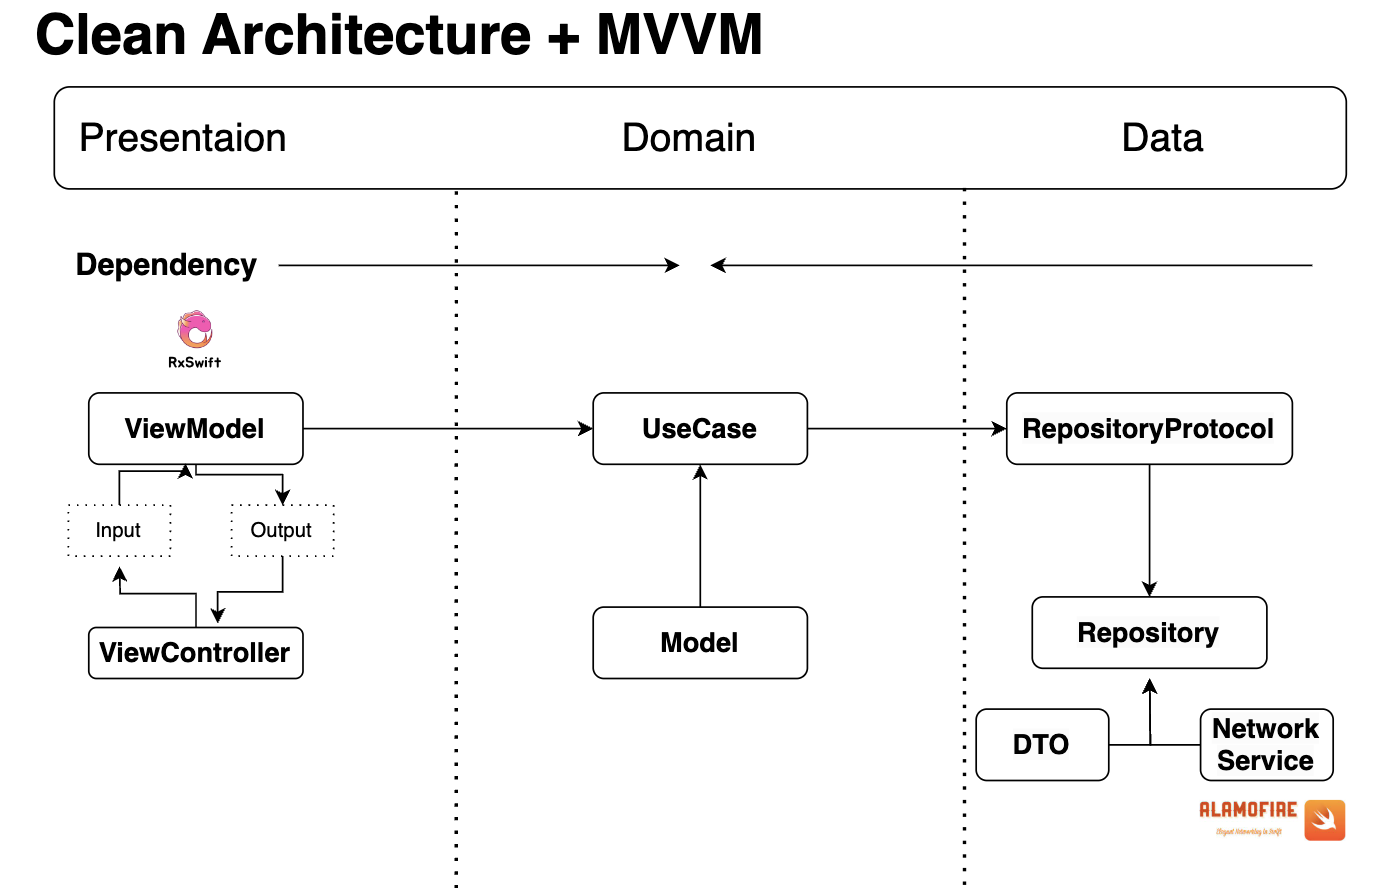 Clean Architecture + MVVM
Presentaion
Domain
Data
Dependency
RxSwift
ViewModel
UseCase
RepositoryProtocol
Input
Output
ViewController
Model
Repository
DTO
Network
Service
ALAMOFIRE
Elegant Networking in Swift